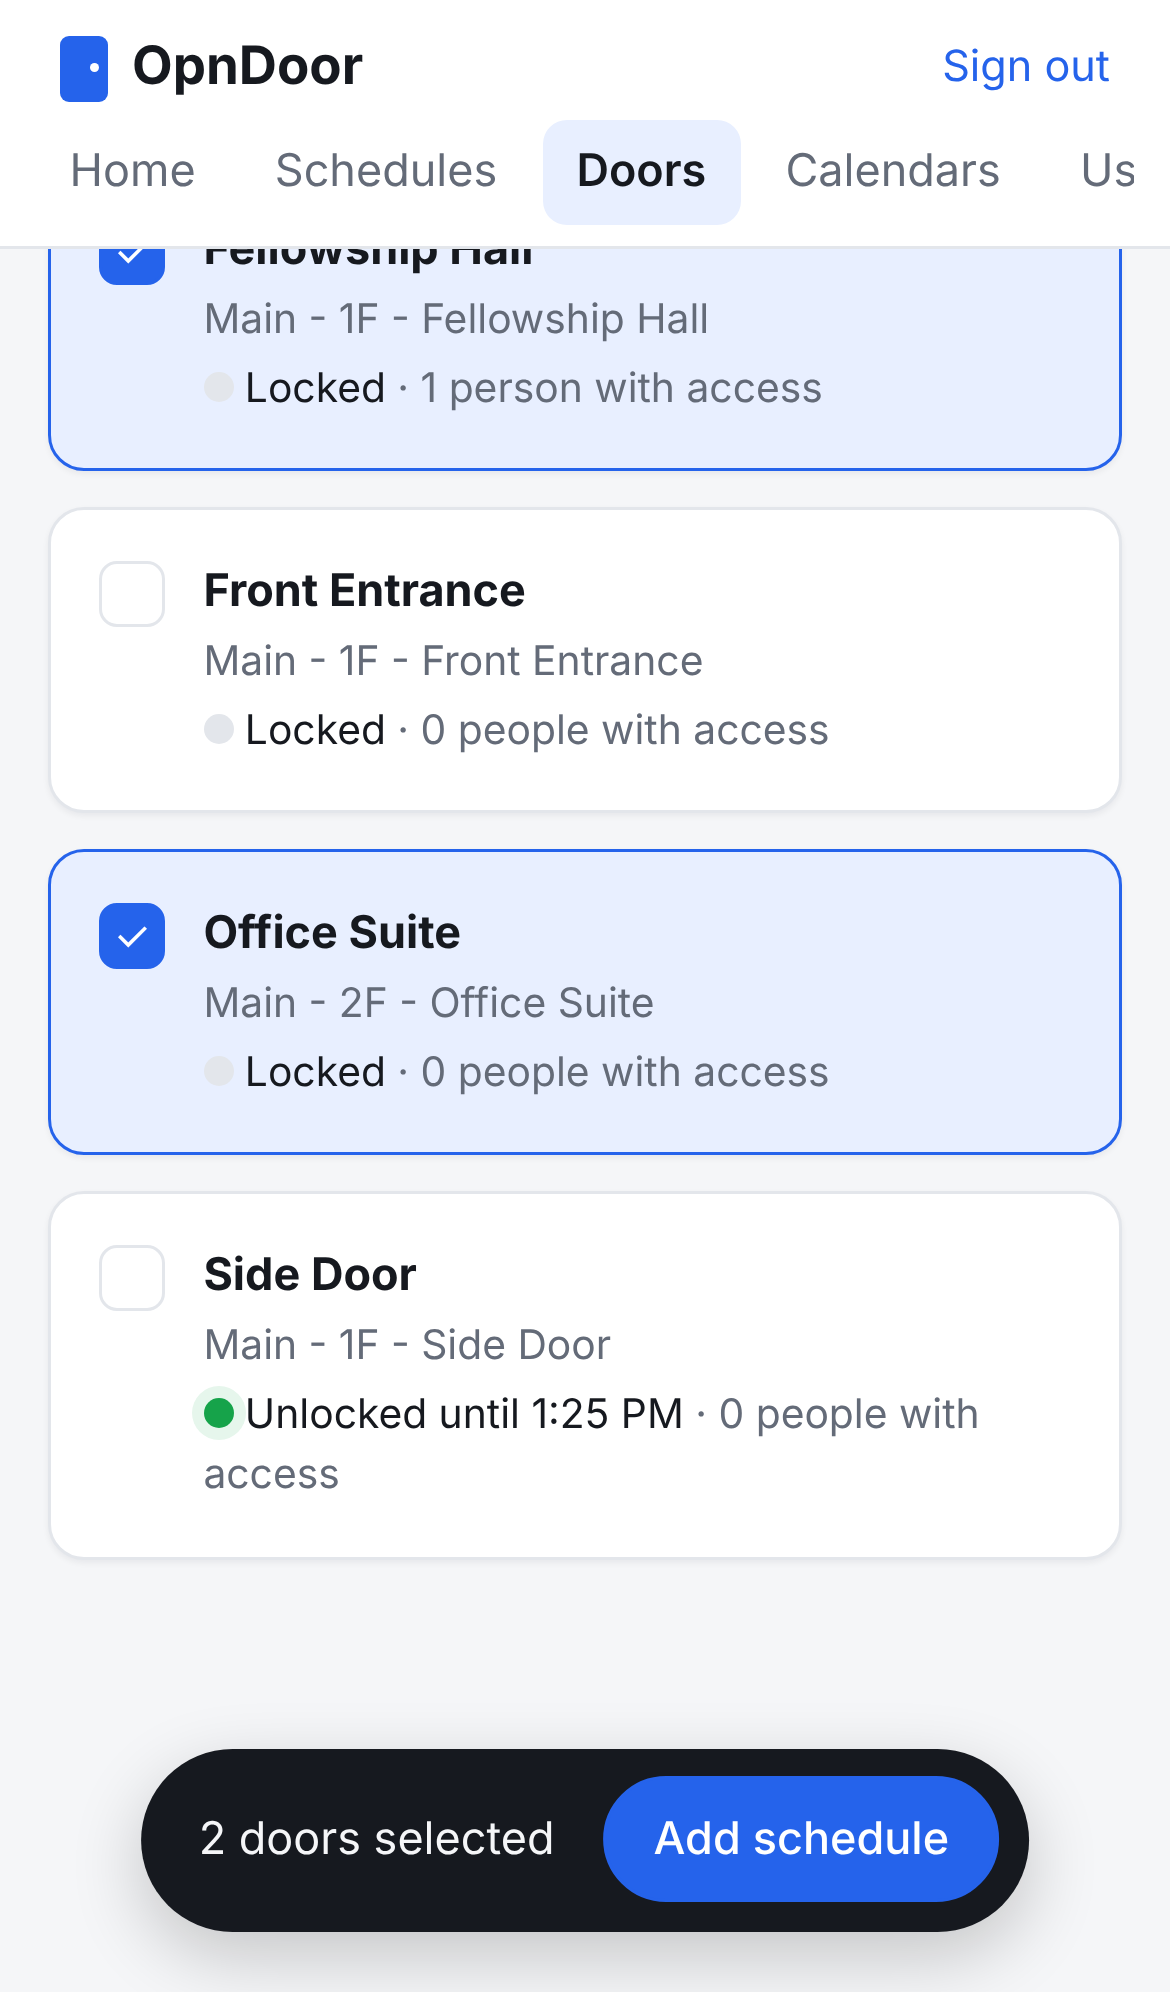 OpnDoor
Sign out
Home
Schedules
Doors
Calendars
Us
Fellowship Hall
Main - 1F - Fellowship Hall
Locked · 1 person with access
Front Entrance
Main - 1F - Front Entrance
Locked · 0 people with access
Office Suite
Main - 2F - Office Suite
Locked · 0 people with access
Side Door
Main - 1F - Side Door
Unlocked until 1:25 PM · 0 people with
access
2 doors selected
Add schedule